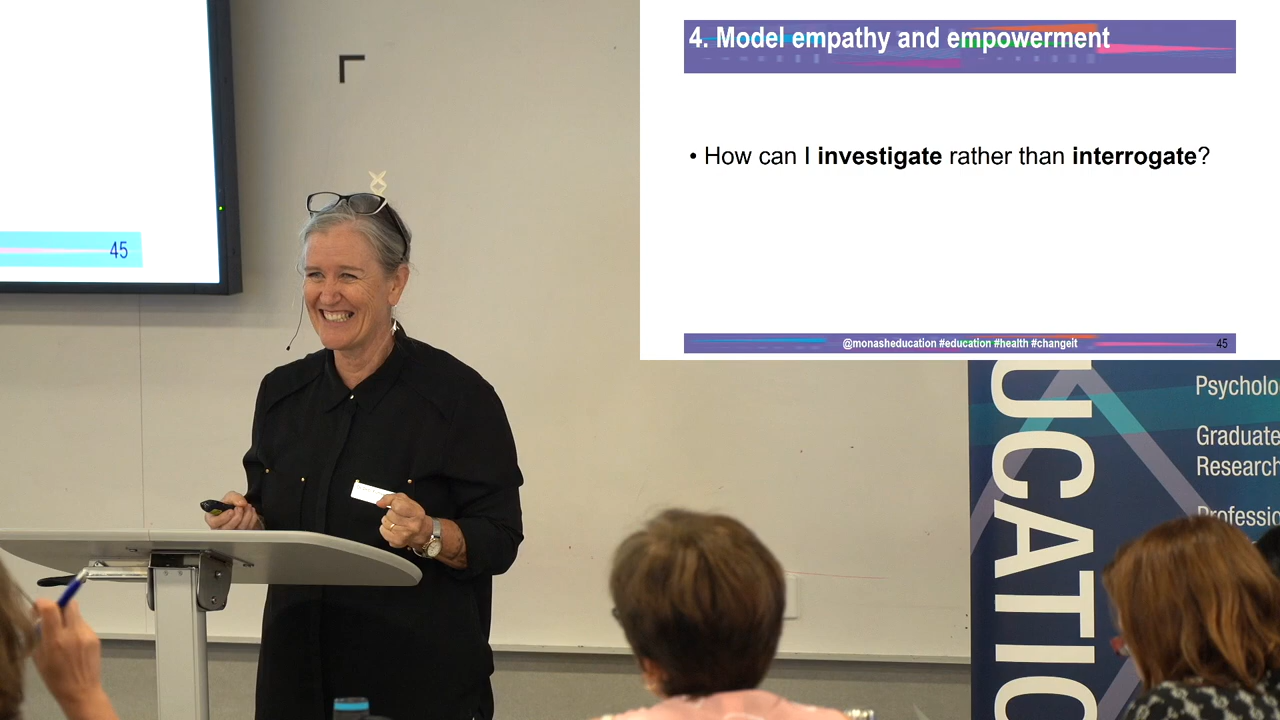 45
4. Model empathy and empowerment
• How can I investigate rather than interrogate?
@monasheducation #education #health #changeit
45
UCATIO
Psycholo
Graduate
Research
Professio